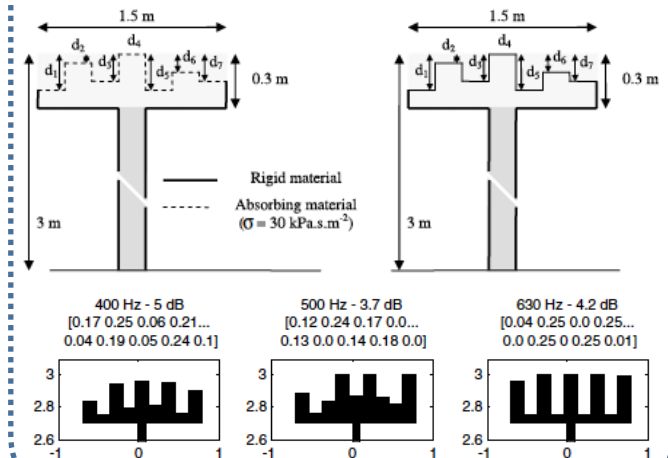 1.5 m
d₂
d₄
d₆
d₁
d₃
d₅
d₇
0.3 m
3 m
Rigid material
Absorbing material
(σ = 30 kPa.s.m⁻²)
1.5 m
d₂
d₄
d₆
d₁
d₃
d₅
d₇
0.3 m
3 m
400 Hz - 5 dB
[0.17 0.25 0.06 0.21...
0.04 0.19 0.05 0.24 0.1]
3
2.8
2.6
-1 0 1
500 Hz - 3.7 dB
[0.12 0.24 0.17 0.0...
0.13 0.0 0.14 0.18 0.0]
3
2.8
2.6
-1 0 1
630 Hz - 4.2 dB
[0.04 0.25 0.0 0.25...
0.0 0.25 0 0.25 0.01]
3
2.8
2.6
-1 0 1